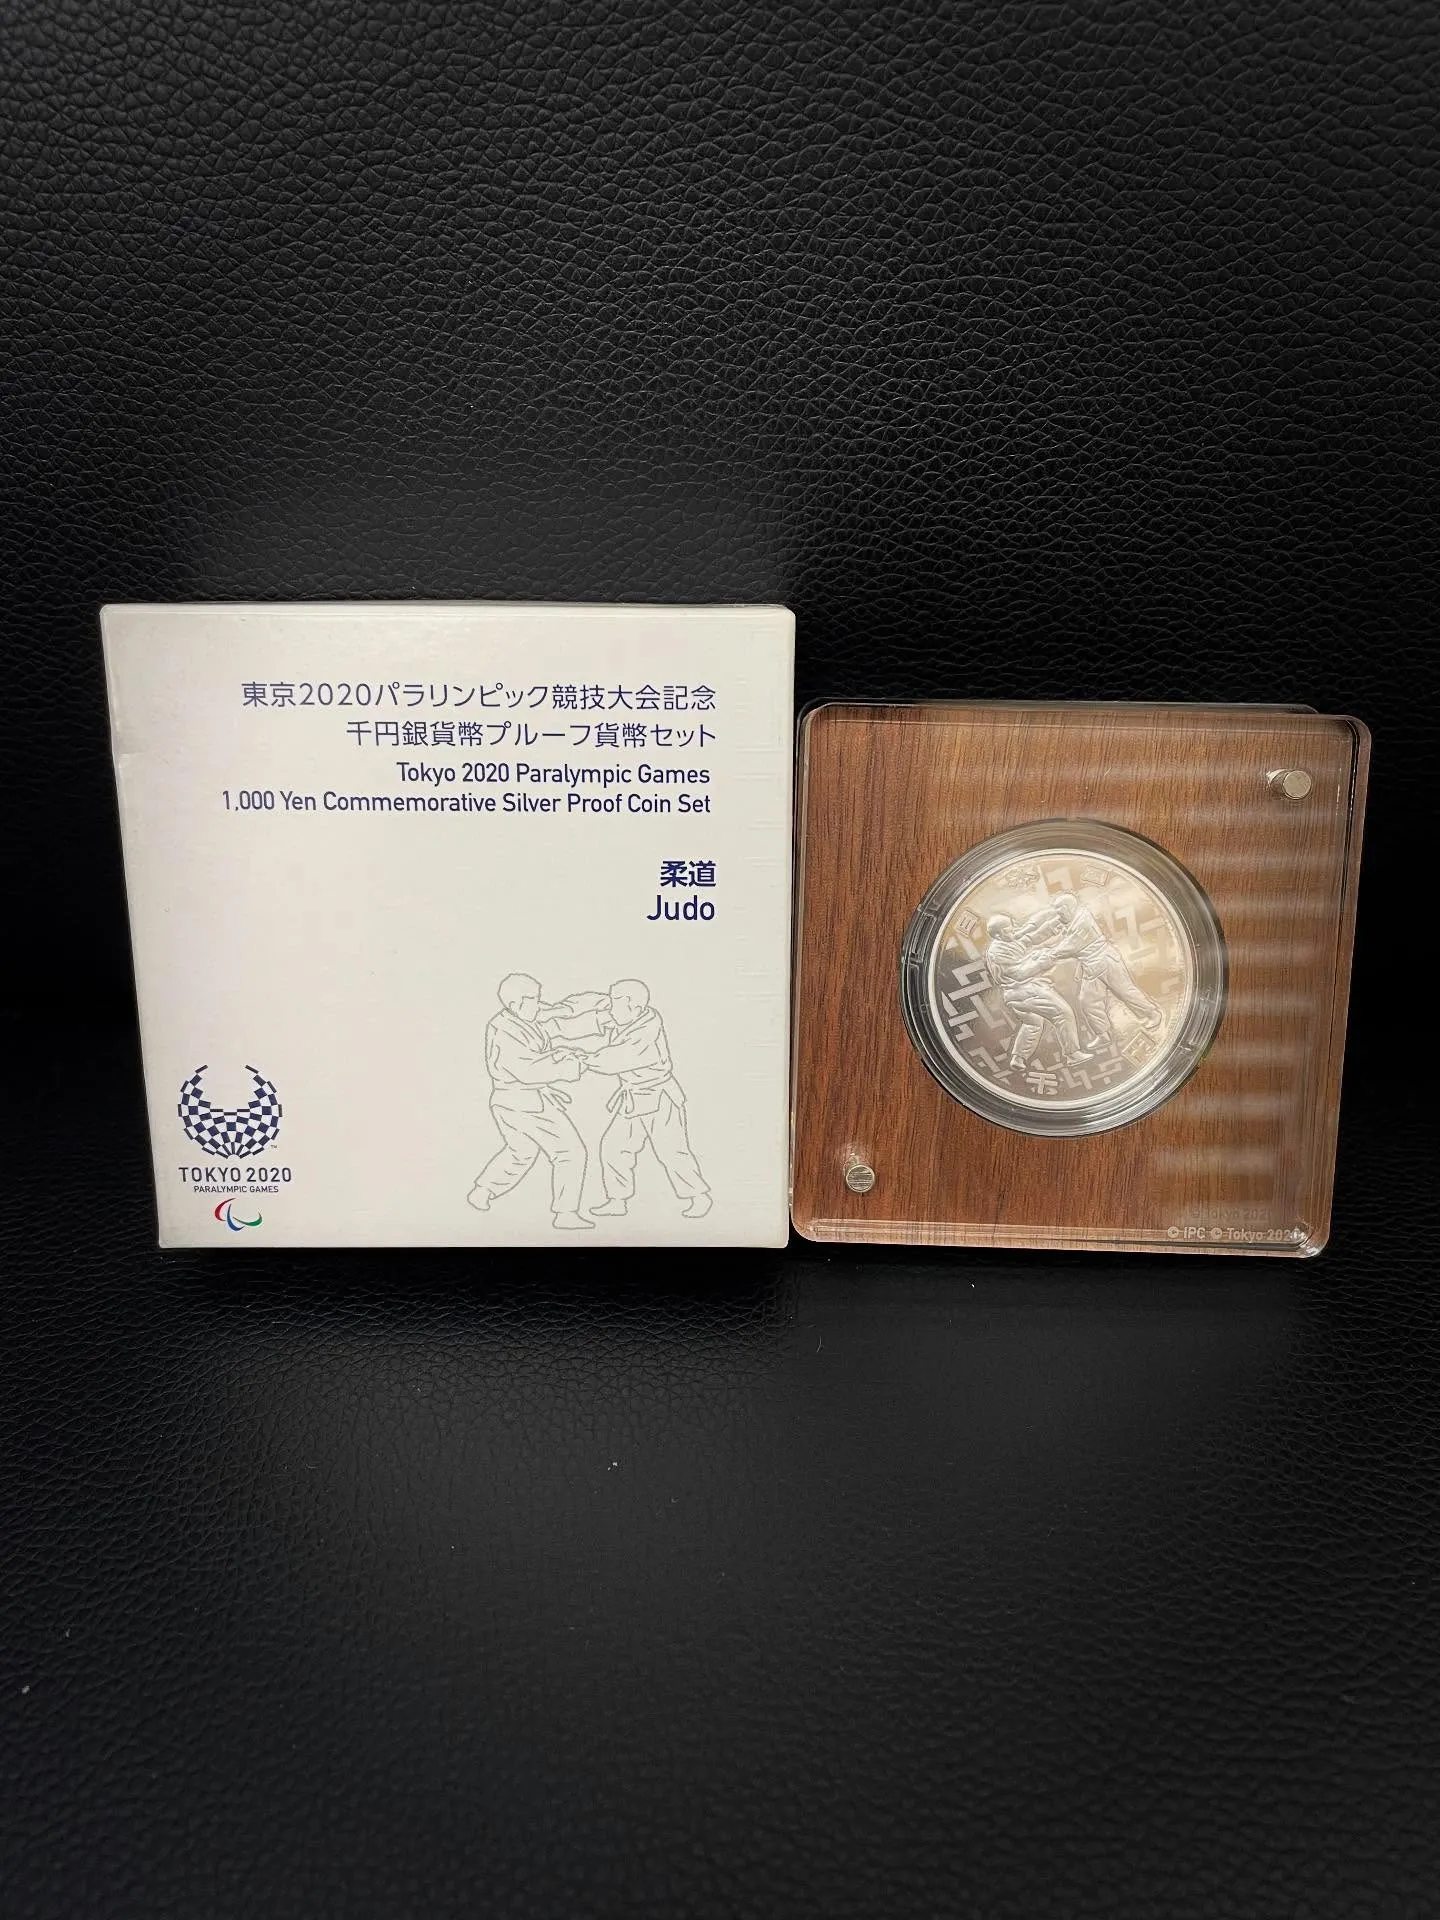 東京2020パラリンピック競技大会記念
千円銀貨幣プルーフ貨幣セット
Tokyo 2020 Paralympic Games
1,000 Yen Commemorative Silver Proof Coin Set
柔道
Judo
TOKYO 2020
PARALYMPIC GAMES
日
千
© IPC © Tokyo 2020